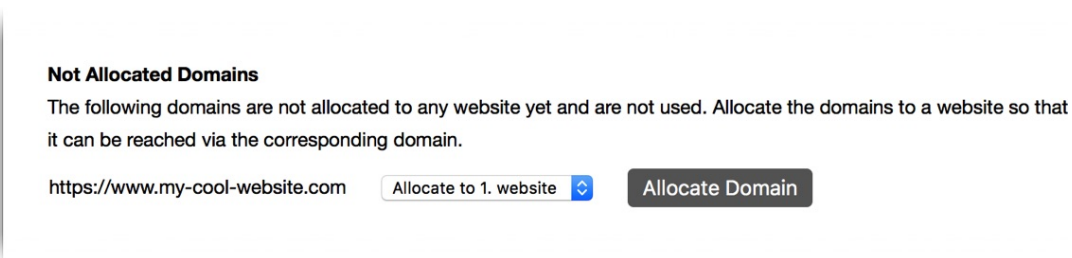 Not Allocated Domains
The following domains are not allocated to any website yet and are not used. Allocate the domains to a website so that
it can be reached via the corresponding domain.
https://www.my-cool-website.com Allocate to 1. website Allocate Domain